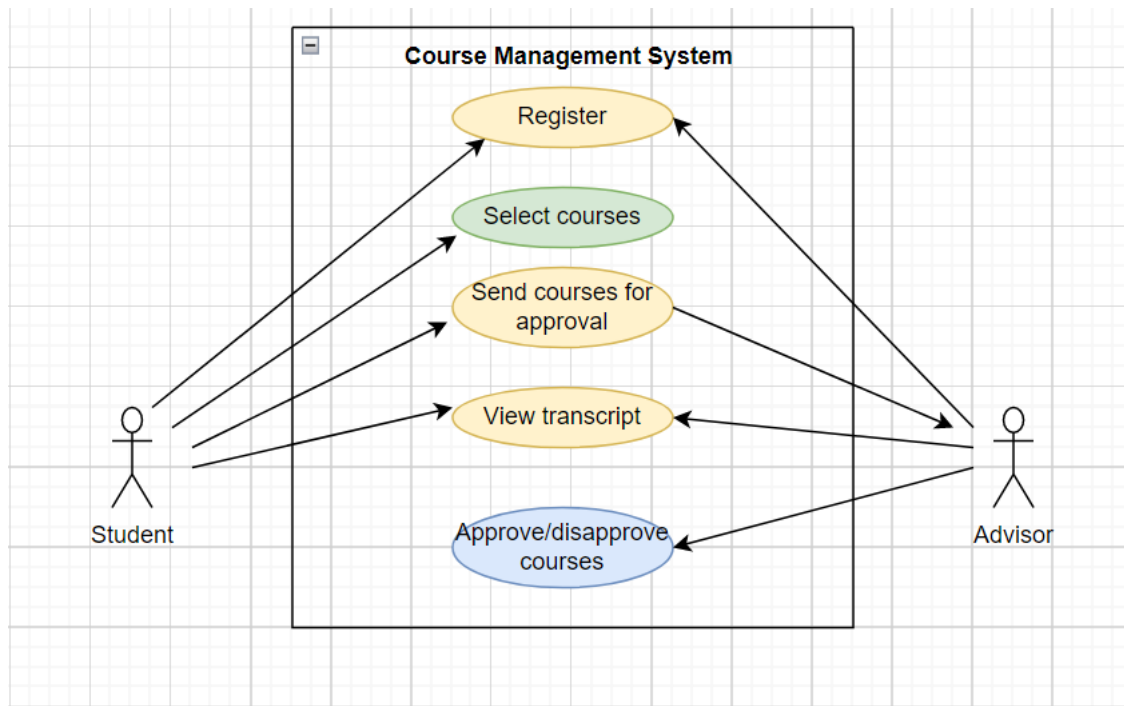 Course Management System
Register
Select courses
Send courses for
approval
View transcript
Approve/disapprove
courses
Student
Advisor